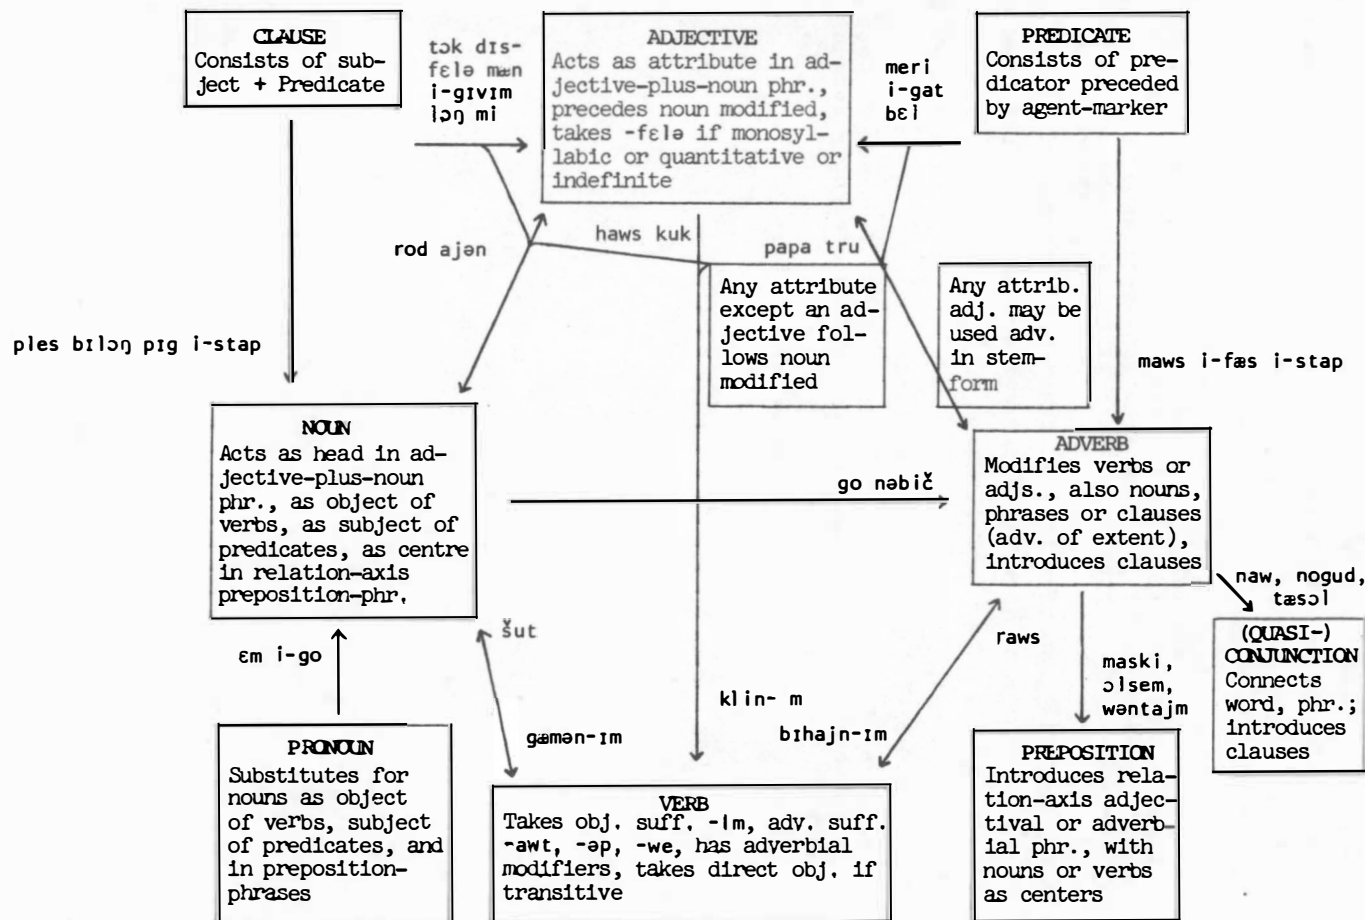 CLAUSE
Consists of sub-
ject + Predicate
tɔk dɪs-
fɛlə mæn
i-gɪvɪm
lɔŋ mi
ADJECTIVE
Acts as attribute in ad-
jective-plus-noun phr.,
precedes noun modified,
takes -fɛlə if monosyl-
labic or quantitative or
indefinite
meri
i-gat
bɛl
PREDICATE
Consists of pre-
dicator preceded
by agent-marker
rod ajən
haws kuk
papa tru
Any attribute
except an ad-
jective fol-
lows noun
modified
Any attrib.
adj. may be
used adv.
in stem-
form
ples bɪlɔŋ pɪg i-stap
maws i-fæs i-stap
NOUN
Acts as head in ad-
jective-plus-noun
phr., as object of
verbs, as subject of
predicates, as centre
in relation-axis
preposition-phr.
go nəbič
ADVERB
Modifies verbs or
adjs., also nouns,
phrases or clauses
(adv. of extent),
introduces clauses
naw, nogud,
tæsɔl
(QUASI-)
CONJUNCTION
Connects
word, phr.;
introduces
clauses
ɛm i-go
šut
gæmən-ɪm
klin- m
raws
bɪhajn-ɪm
maski,
ɔlsem,
wəntajm
PRONOUN
Substitutes for
nouns as object
of verbs, subject
of predicates, and
in preposition-
phrases
VERB
Takes obj. suff. -ɪm, adv. suff.
-awt, -əp, -we, has adverbial
modifiers, takes direct obj. if
transitive
PREPOSITION
Introduces rela-
tion-axis adjec-
tival or adverb-
ial phr., with
nouns or verbs
as centers